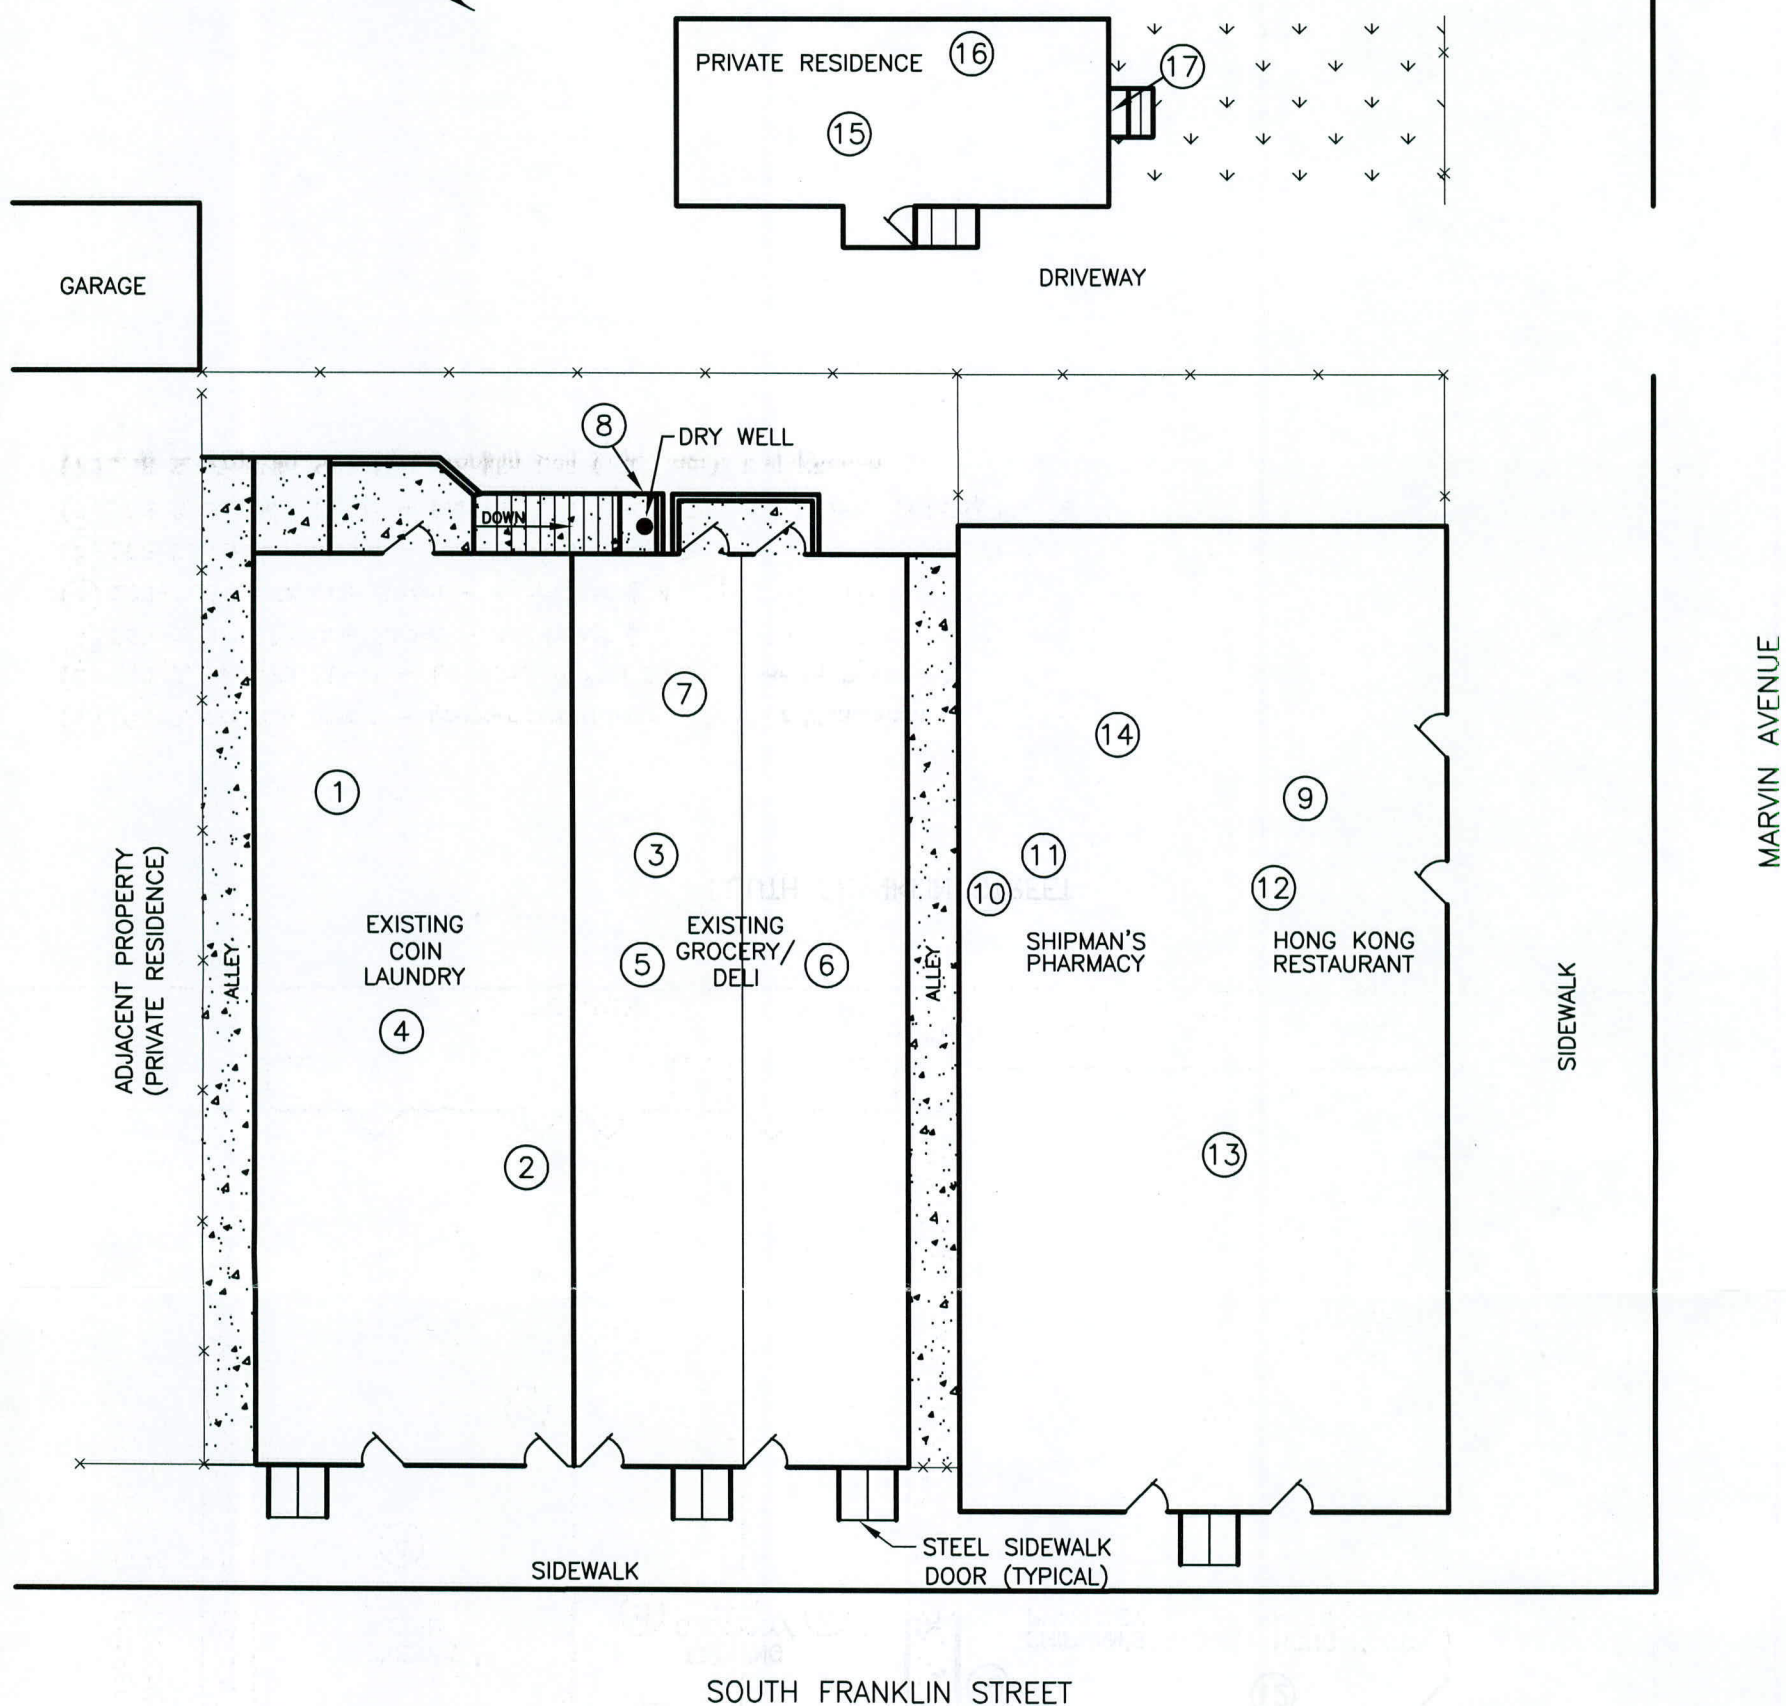 PRIVATE RESIDENCE
16
17
15
GARAGE
DRIVEWAY
8
DRY WELL
DOWN
7
14
1
9
3
11
10
12
ADJACENT PROPERTY
(PRIVATE RESIDENCE)
ALLEY
EXISTING
COIN
LAUNDRY
EXISTING
GROCERY/
DELI
5
6
ALLEY
SHIPMAN'S
PHARMACY
HONG KONG
RESTAURANT
SIDEWALK
MARVIN AVENUE
4
2
13
STEEL SIDEWALK
DOOR (TYPICAL)
SIDEWALK
SOUTH FRANKLIN STREET